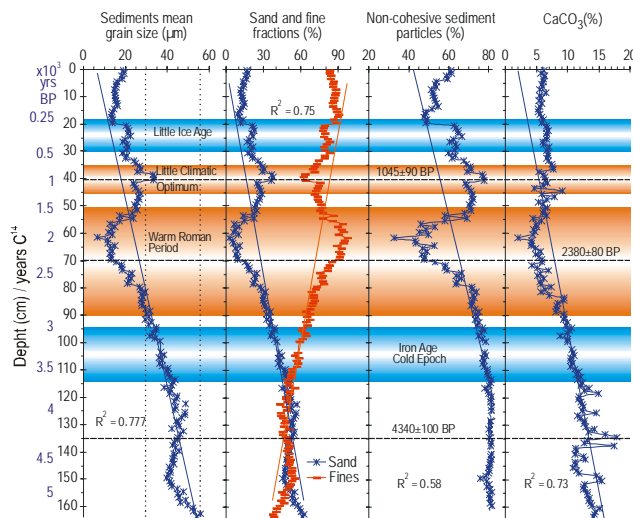 Sediments mean
grain size (μm)
Sand and fine
fractions (%)
Non-cohesive sediment
particles (%)
CaCO3(%)
0 20 40 60
0 30 60 90
20 40 60 80
0 5 10 15 20
Depht (cm) / years C14
x10³
yrs
BP
0.25
0.5
1
1.5
2
2.5
3
3.5
4
4.5
5
0
10
20
30
40
50
60
70
80
90
100
110
120
130
140
150
160
Little Ice Age
Little Climatic
Optimum
Warm Roman
Period
R² = 0.777
R² = 0.75
Sand
Fines
1045±90 BP
2380±80 BP
Iron Age
Cold Epoch
4340±100 BP
R² = 0.58
R² = 0.73